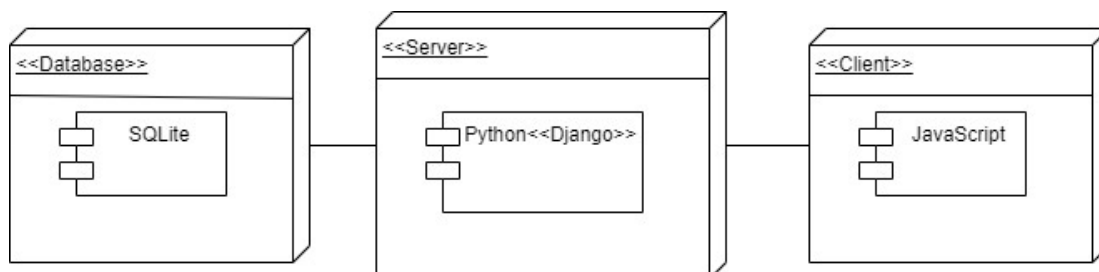 <<Database>>
SQLite
<<Server>>
Python<<Django>>
<<Client>>
JavaScript